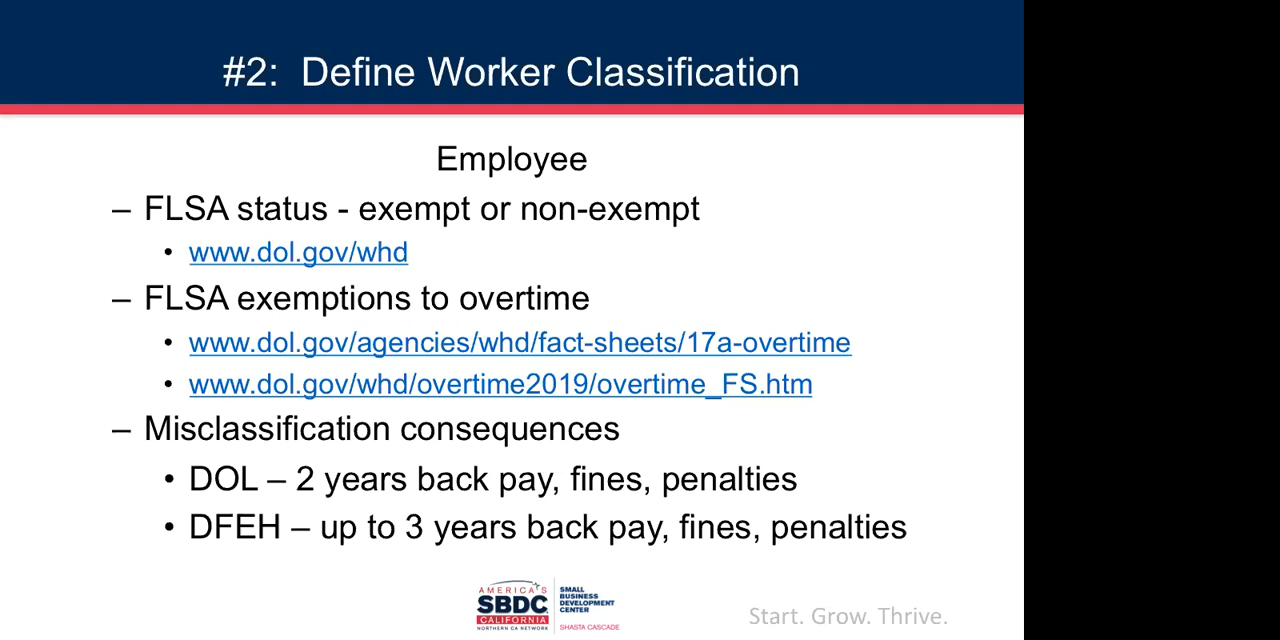 #2: Define Worker Classification
Employee
– FLSA status - exempt or non-exempt
• www.dol.gov/whd
– FLSA exemptions to overtime
• www.dol.gov/agencies/whd/fact-sheets/17a-overtime
• www.dol.gov/whd/overtime2019/overtime_FS.htm
– Misclassification consequences
• DOL – 2 years back pay, fines, penalties
• DFEH – up to 3 years back pay, fines, penalties
AMERICA'S
SBDC
CALIFORNIA
NORTHERN CA NETWORK
SMALL
BUSINESS
DEVELOPMENT
CENTER
SHASTA CASCADE
Start. Grow. Thrive.